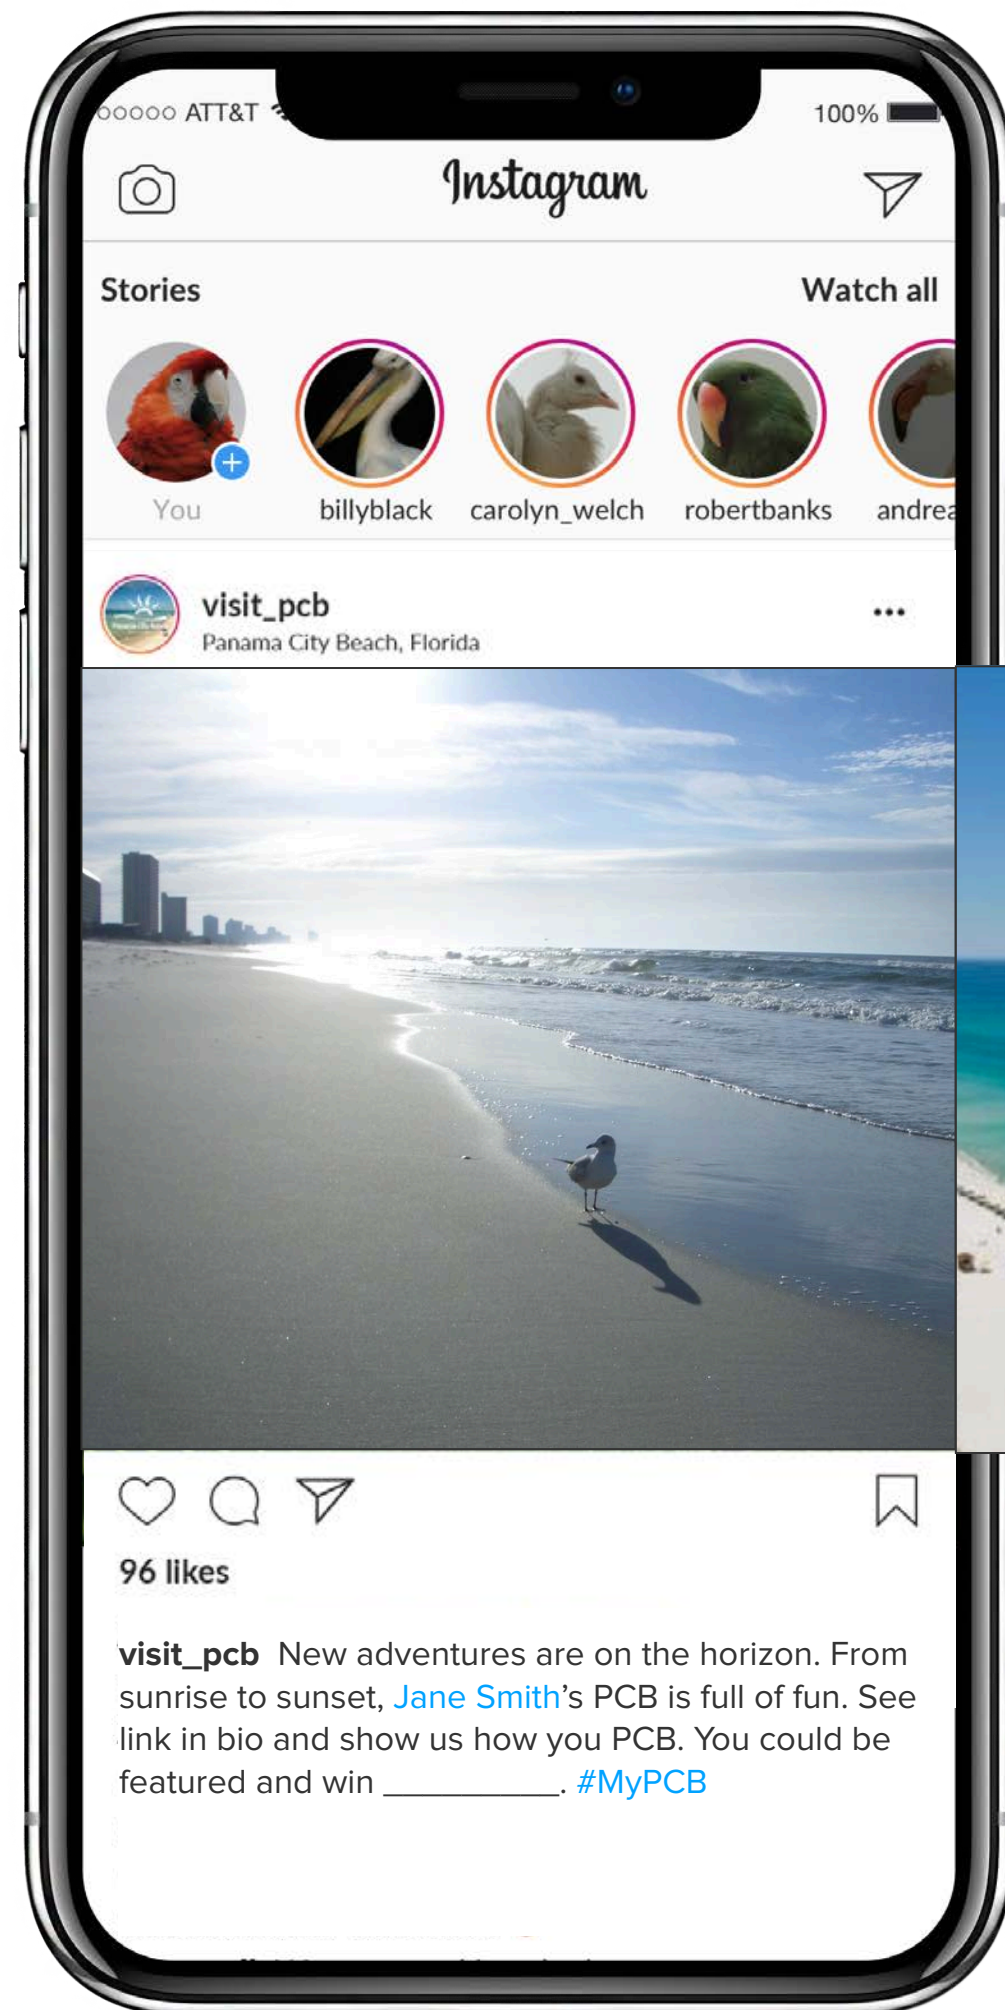 ooooo ATT&T
100%
Instagram
Stories
Watch all
You
billyblack
carolyn_welch
robertbanks
andrea
visit_pcb
Panama City Beach, Florida
96 likes
visit_pcb New adventures are on the horizon. From
sunrise to sunset, Jane Smith's PCB is full of fun. See
link in bio and show us how you PCB. You could be
featured and win __________. #MyPCB